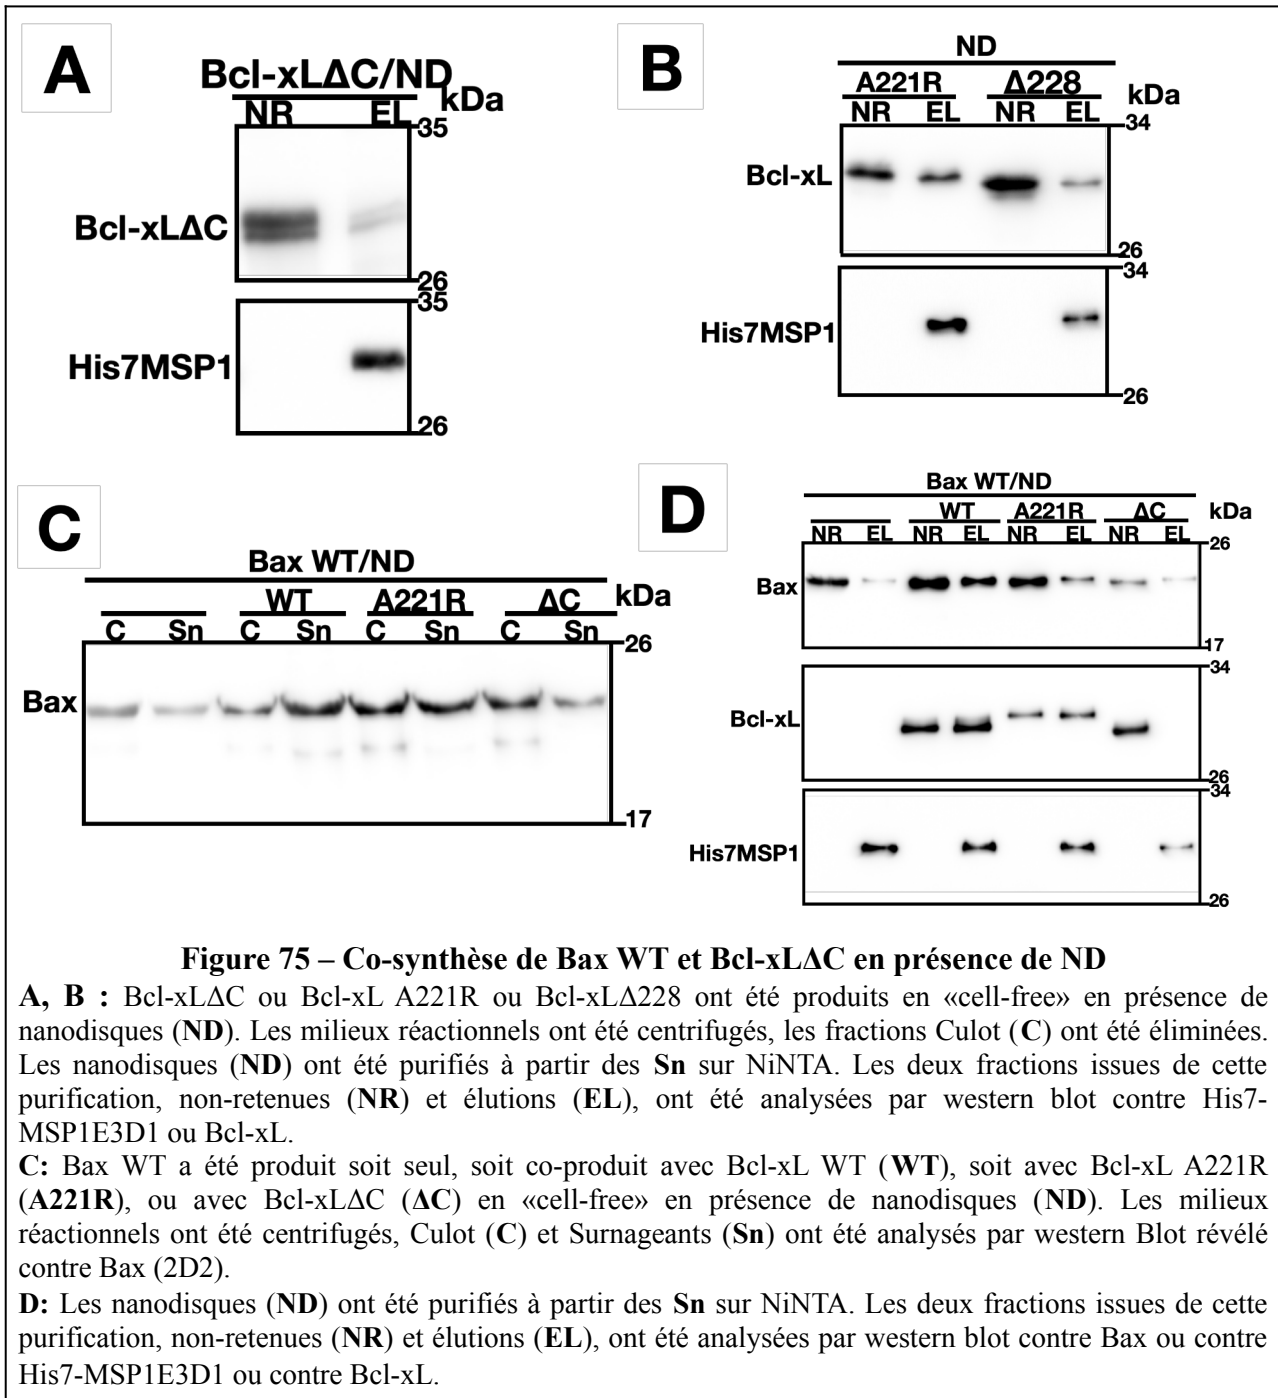 A
Bcl-xLΔC/ND
NR EL kDa
35
Bcl-xLΔC
26
35
His7MSP1
26
B
ND
A221R Δ228 kDa
NR EL NR EL
34
Bcl-xL
26
34
His7MSP1
26
C
Bax WT/ND
WT A221R ΔC kDa
C Sn C Sn C Sn C Sn
26
Bax
17
D
Bax WT/ND
WT A221R ΔC kDa
NR EL NR EL NR EL NR EL
26
Bax
17
34
Bcl-xL
26
34
His7MSP1
26
Figure 75 – Co-synthèse de Bax WT et Bcl-xLΔC en présence de ND
A, B : Bcl-xLΔC ou Bcl-xL A221R ou Bcl-xLΔ228 ont été produits en «cell-free» en présence de
nanodisques (ND). Les milieux réactionnels ont été centrifugés, les fractions Culot (C) ont été éliminées.
Les nanodisques (ND) ont été purifiés à partir des Sn sur NiNTA. Les deux fractions issues de cette
purification, non-retenues (NR) et élutions (EL), ont été analysées par western blot contre His7-
MSP1E3D1 ou Bcl-xL.
C: Bax WT a été produit soit seul, soit co-produit avec Bcl-xL WT (WT), soit avec Bcl-xL A221R
(A221R), ou avec Bcl-xLΔC (ΔC) en «cell-free» en présence de nanodisques (ND). Les milieux
réactionnels ont été centrifugés, Culot (C) et Surnageants (Sn) ont été analysés par western Blot révélé
contre Bax (2D2).
D: Les nanodisques (ND) ont été purifiés à partir des Sn sur NiNTA. Les deux fractions issues de cette
purification, non-retenues (NR) et élutions (EL), ont été analysées par western blot contre Bax ou contre
His7-MSP1E3D1 ou contre Bcl-xL.